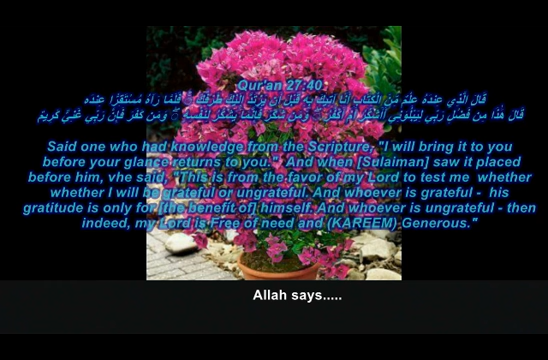 Qur'an 27:40
قَالَ الَّذِي عِنْدَهُ عِلْمٌ مِّنَ الْكِتَابِ أَنَا آتِيكَ بِهِ قَبْلَ أَن يَرْتَدَّ إِلَيْكَ طَرْفُكَ ۚ فَلَمَّا رَآهُ مُسْتَقِرًّا عِندَهُ
قَالَ هَٰذَا مِن فَضْلِ رَبِّي لِيَبْلُوَنِي أَأَشْكُرُ أَمْ أَكْفُرُ ۖ وَمَن شَكَرَ فَإِنَّمَا يَشْكُرُ لِنَفْسِهِ ۖ وَمَن كَفَرَ فَإِنَّ رَبِّي غَنِيٌّ كَرِيمٌ
Said one who had knowledge from the Scripture, "I will bring it to you
before your glance returns to you." And when [Sulaiman] saw it placed
before him, vhe said, "This is from the favor of my Lord to test me whether
whether I will be grateful or ungrateful. And whoever is grateful - his
gratitude is only for [the benefit of] himself. And whoever is ungrateful - then
indeed, my Lord is Free of need and (KAREEM) Generous."
Allah says.....